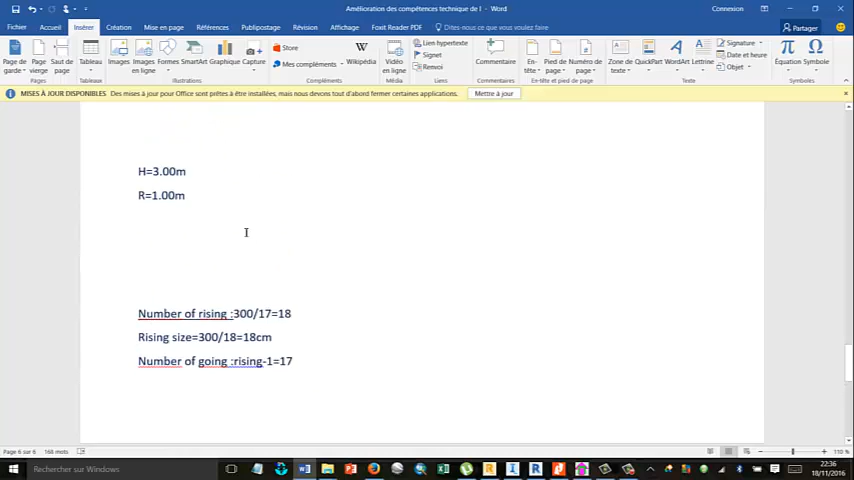 Amélioration des compétences technique de l - Word
Connexion
Fichier Accueil Insérer Création Mise en page Références Publipostage Révision Affichage Foxit Reader PDF Dites-nous ce que vous voulez faire
Partager
Page de garde
Page vierge
Saut de page
Pages
Tableau
Tableaux
Images
Images en ligne
Formes
SmartArt
Graphique
Capture
Illustrations
Store
Mes compléments
Wikipédia
Compléments
Vidéo en ligne
Média
Lien hypertexte
Signet
Renvoi
Liens
Commentaire
Commentaires
En-tête
Pied de page
Numéro de page
En-tête et pied de page
Zone de texte
QuickPart
WordArt
Lettrine
Signature
Date et heure
Objet
Texte
Équation
Symbole
Symboles
MISES À JOUR DISPONIBLES. Des mises à jour pour Office sont prêtes à être installées, mais nous devons tout d'abord fermer certaines applications.
Mettre à jour
H=3.00m
R=1.00m
Number of rising :300/17=18
Rising size=300/18=18cm
Number of going :rising-1=17
Page 6 sur 6 168 mots
110 %
Rechercher sur Windows
22:36
18/11/2016